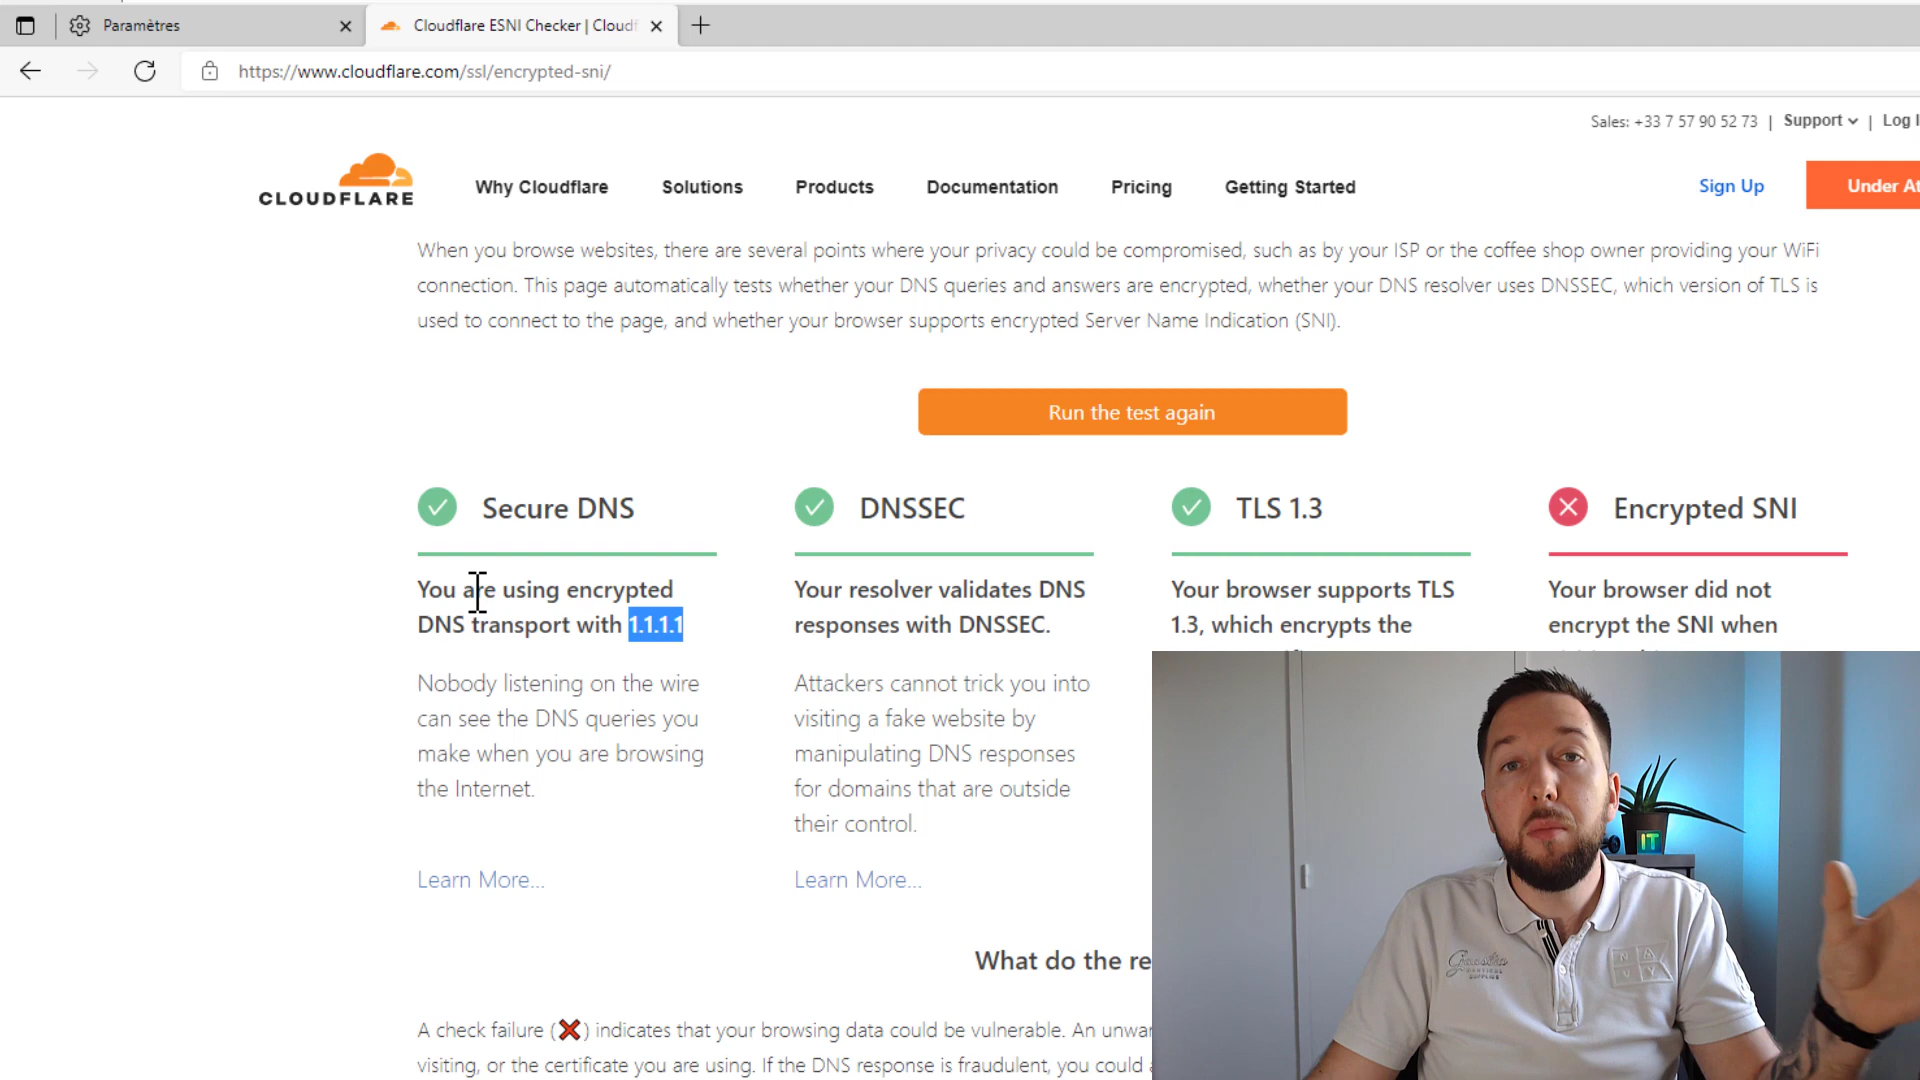 Paramètres
Cloudflare ESNI Checker | Cloudf
https://www.cloudflare.com/ssl/encrypted-sni/
Sales: +33 7 57 90 52 73 | Support | Log I
CLOUDFLARE
Why Cloudflare
Solutions
Products
Documentation
Pricing
Getting Started
Sign Up
Under At
When you browse websites, there are several points where your privacy could be compromised, such as by your ISP or the coffee shop owner providing your WiFi
connection. This page automatically tests whether your DNS queries and answers are encrypted, whether your DNS resolver uses DNSSEC, which version of TLS is
used to connect to the page, and whether your browser supports encrypted Server Name Indication (SNI).
Run the test again
Secure DNS
You are using encrypted
DNS transport with 1.1.1.1
Nobody listening on the wire
can see the DNS queries you
make when you are browsing
the Internet.
Learn More...
DNSSEC
Your resolver validates DNS
responses with DNSSEC.
Attackers cannot trick you into
visiting a fake website by
manipulating DNS responses
for domains that are outside
their control.
Learn More...
TLS 1.3
Your browser supports TLS
1.3, which encrypts the
Encrypted SNI
Your browser did not
encrypt the SNI when
What do the re
A check failure (❌) indicates that your browsing data could be vulnerable. An unwa
visiting, or the certificate you are using. If the DNS response is fraudulent, you could
IT
NAVY